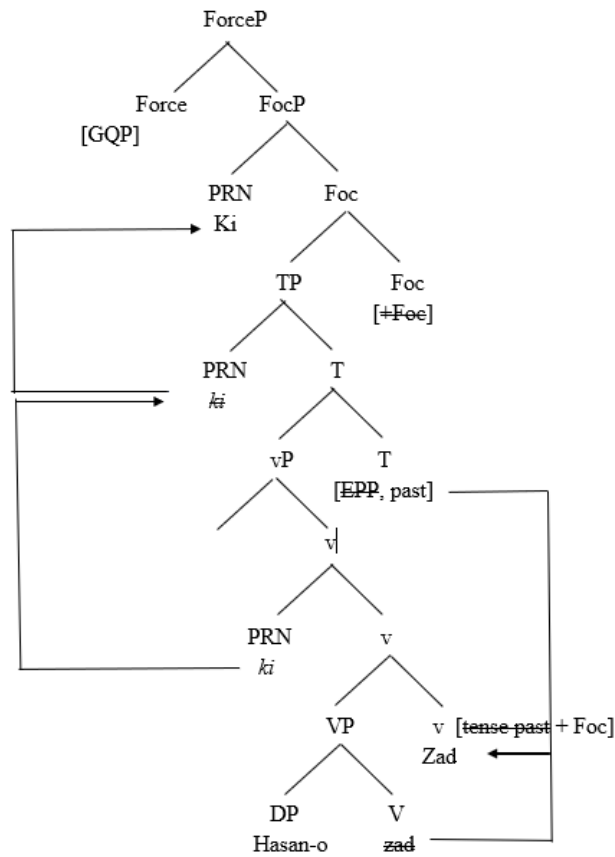 ForceP
Force FocP
[GQP]
PRN Foc
Ki
TP Foc
[+Foc]
PRN T
ki
vP T
[EPP, past]
v
PRN v
ki
VP v [tense past + Foc]
Zad
DP V
Hasan-o zad